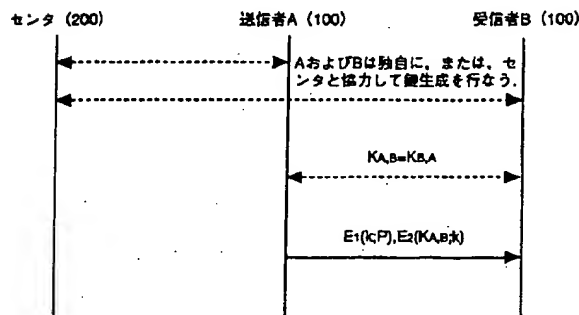 センタ (200)
送信者A (100)
受信者B (100)
AおよびBは独自に、または、セ
ンタと協力して鍵生成を行なう.
KA,B=KB,A
E1(k;P),E2(KA,B;k)